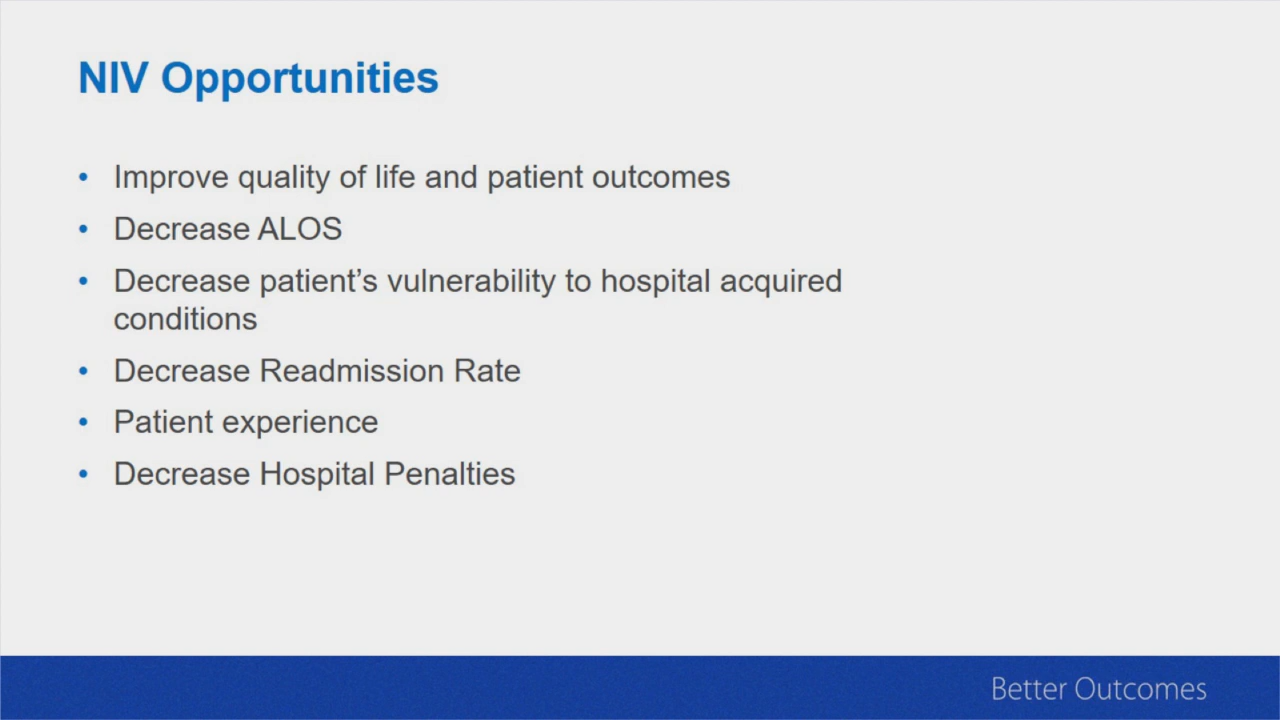 NIV Opportunities
• Improve quality of life and patient outcomes
• Decrease ALOS
• Decrease patient’s vulnerability to hospital acquired
conditions
• Decrease Readmission Rate
• Patient experience
• Decrease Hospital Penalties
Better Outcomes